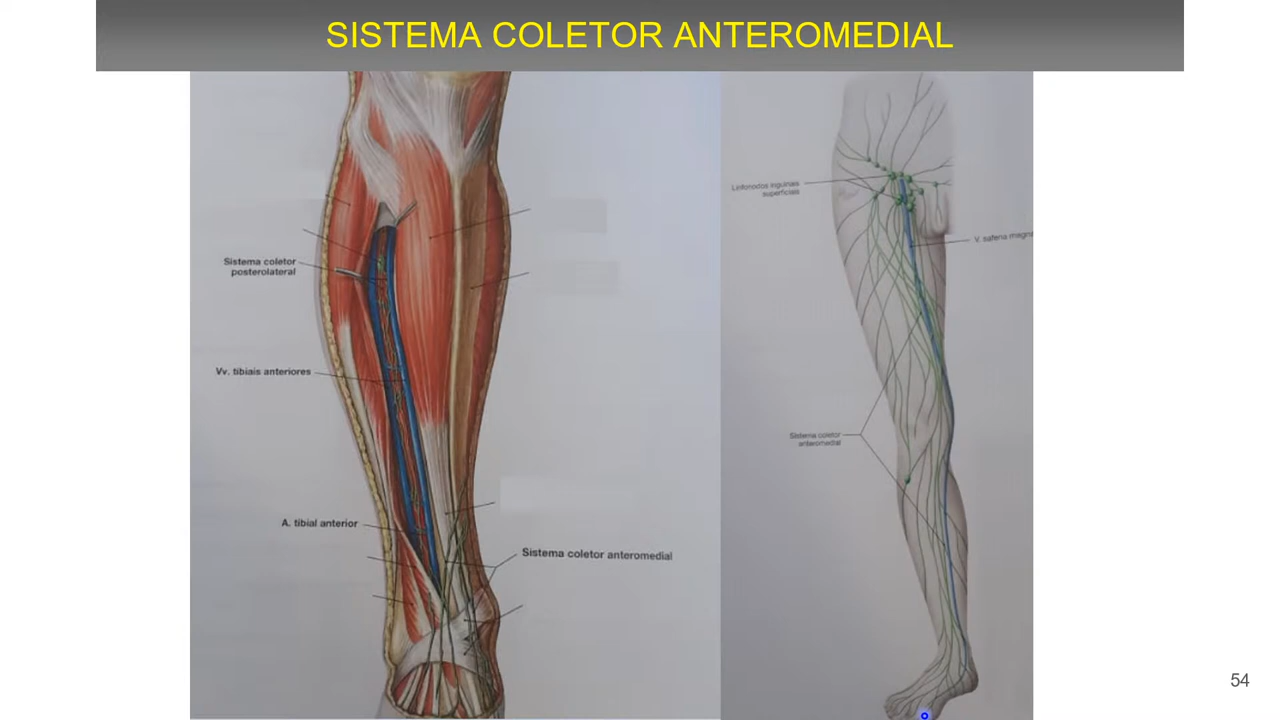 SISTEMA COLETOR ANTEROMEDIAL
Sistema coletor
posterolateral
Vv. tibiais anteriores
A. tibial anterior
Sistema coletor anteromedial
Linfonodos inguinais
superficiais
V. safena magna
Sistema coletor
anteromedial
54